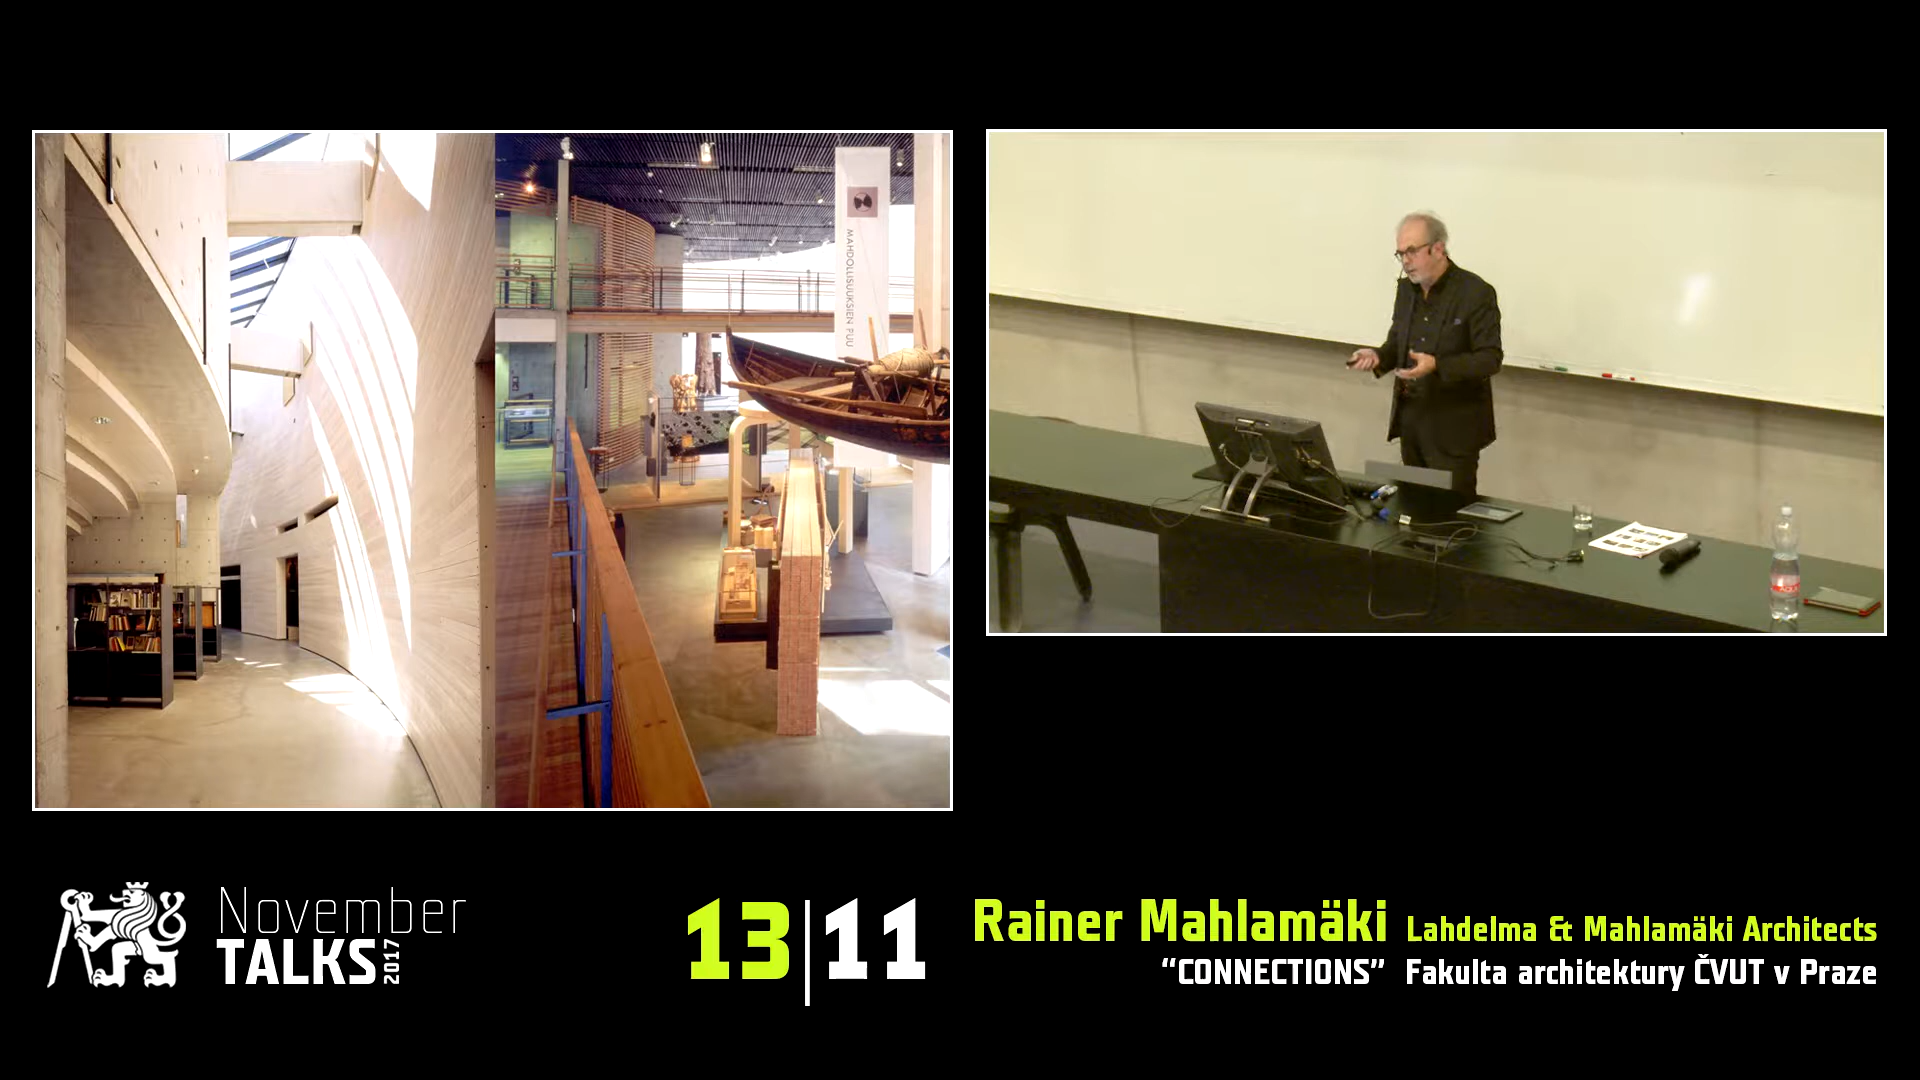 MAHDOLLISUUKSIEN PUU
November
TALKS 2017
13|11
Rainer Mahlamäki Lahdelma & Mahlamäki Architects
“CONNECTIONS” Fakulta architektury ČVUT v Praze